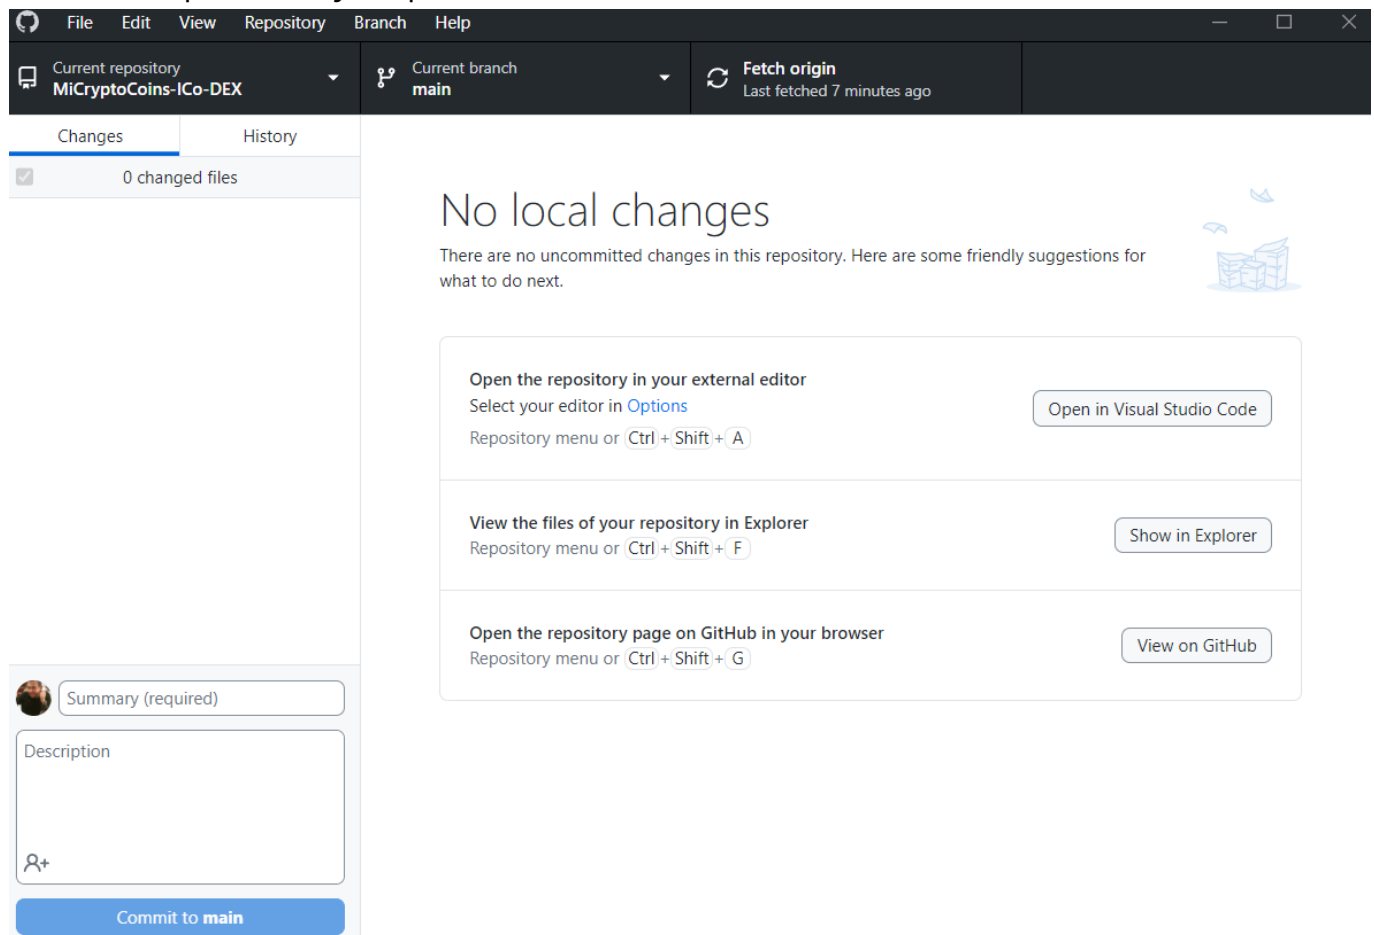 File Edit View Repository Branch Help
Current repository
MiCryptoCoins-ICo-DEX
Current branch
main
Fetch origin
Last fetched 7 minutes ago
Changes
History
0 changed files
No local changes
There are no uncommitted changes in this repository. Here are some friendly suggestions for
what to do next.
Open the repository in your external editor
Select your editor in Options
Repository menu or Ctrl + Shift + A
Open in Visual Studio Code
View the files of your repository in Explorer
Repository menu or Ctrl + Shift + F
Show in Explorer
Open the repository page on GitHub in your browser
Repository menu or Ctrl + Shift + G
View on GitHub
Summary (required)
Description
Commit to main